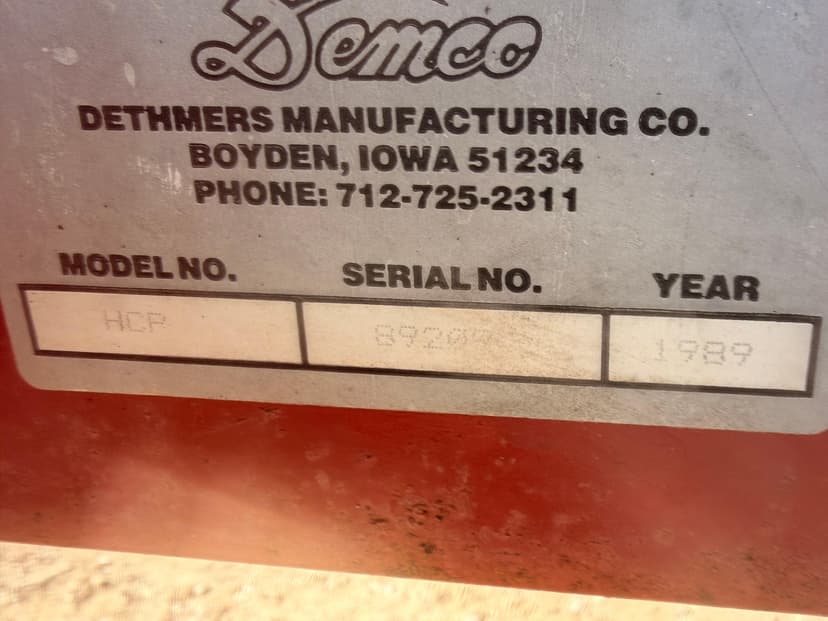 Demco
DETHMERS MANUFACTURING CO.
BOYDEN, IOWA 51234
PHONE: 712-725-2311
MODEL NO. SERIAL NO. YEAR
HCP 1989